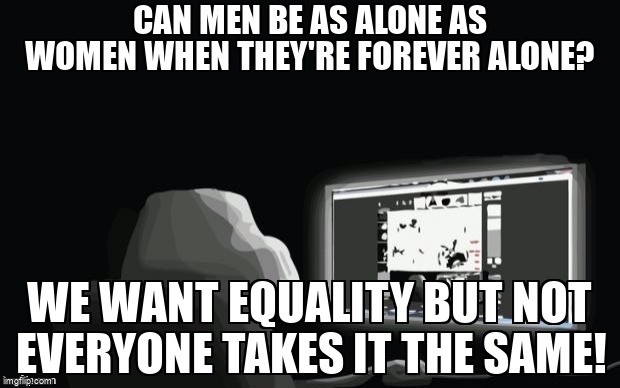 CAN MEN BE AS ALONE AS
WOMEN WHEN THEY'RE FOREVER ALONE?
WE WANT EQUALITY BUT NOT
EVERYONE TAKES IT THE SAME!
imgflip.com